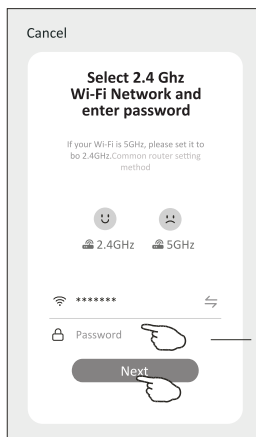 Cancel
Select 2.4 Ghz
Wi-Fi Network and
enter password
If your Wi-Fi is 5GHz, please set it to
bo 2.4GHz.Common router setting
method
2.4GHz 5GHz
*******
Password
Next